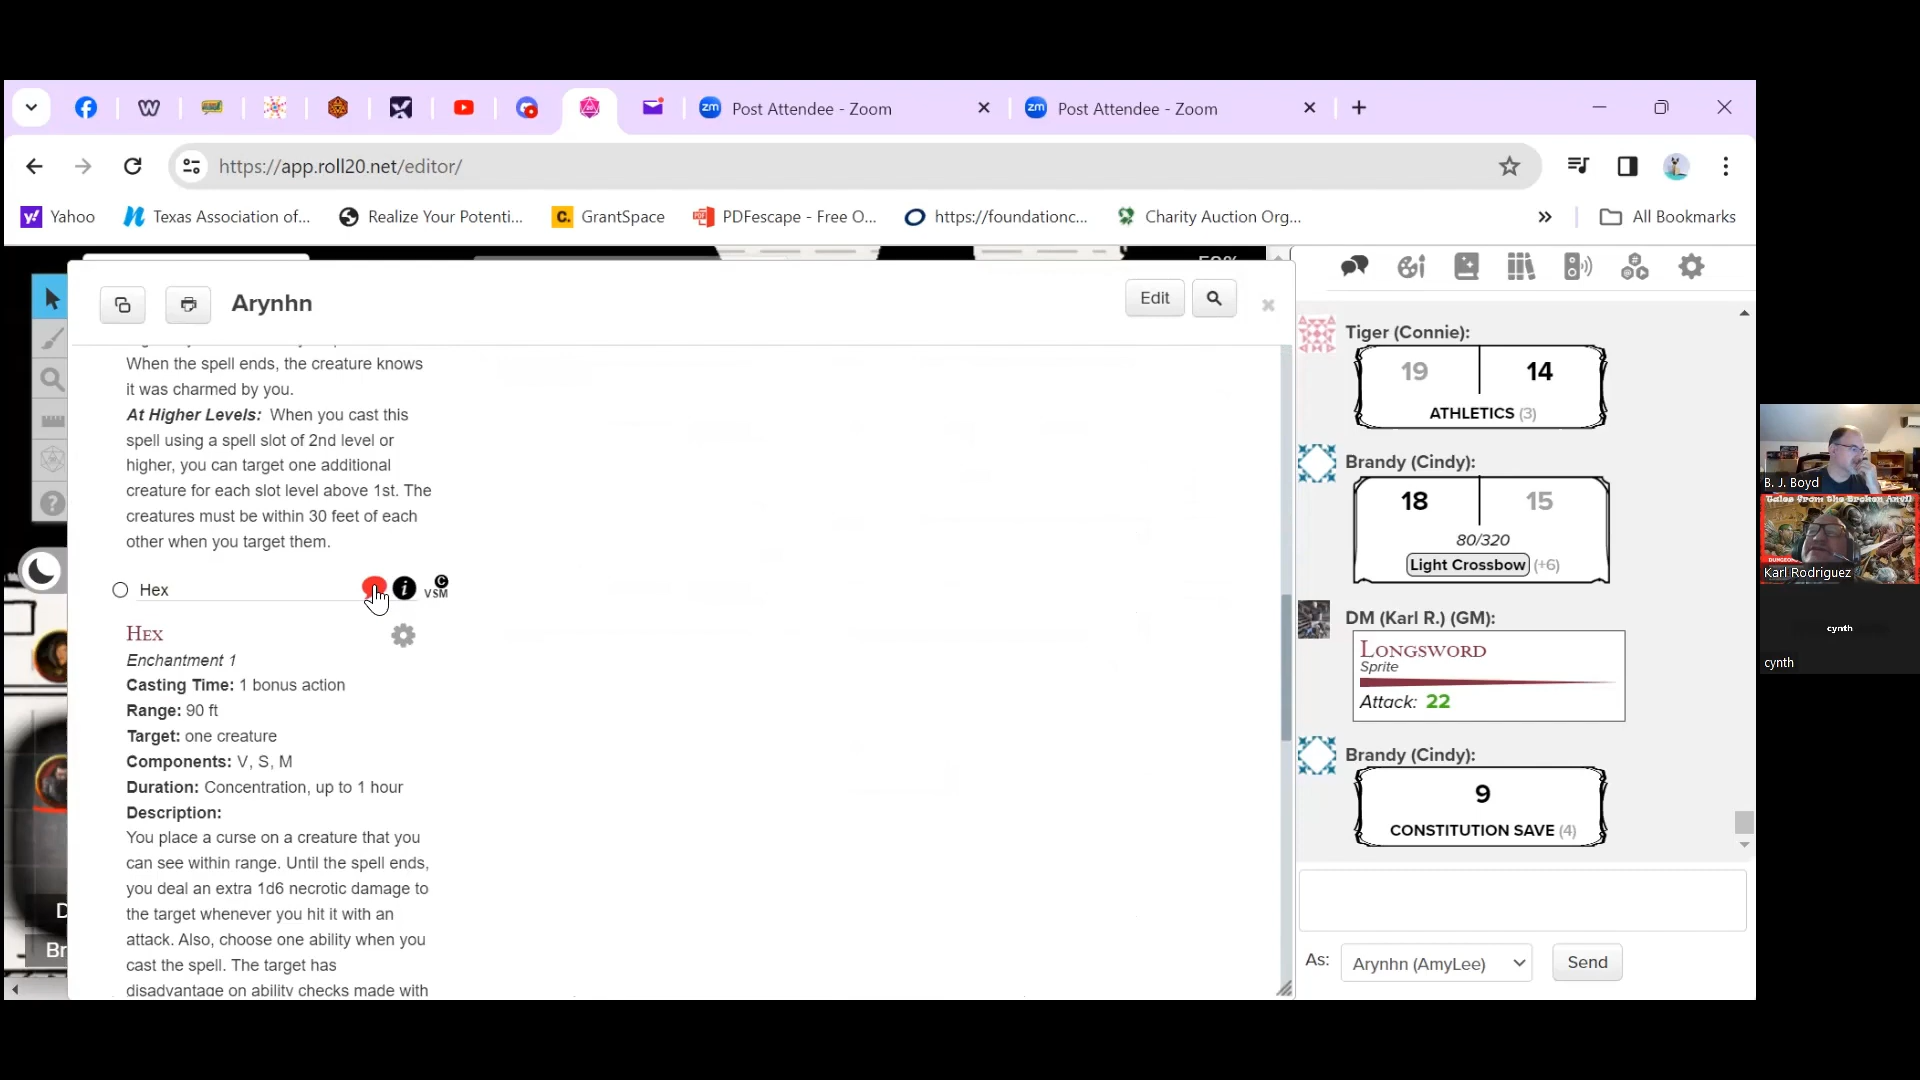 Post Attendee - Zoom
Post Attendee - Zoom
https://app.roll20.net/editor/
Yahoo
Texas Association of...
Realize Your Potenti...
GrantSpace
PDFescape - Free O...
https://foundationc...
Charity Auction Org...
All Bookmarks
Arynhn
Edit
When the spell ends, the creature knows
it was charmed by you.
At Higher Levels: When you cast this
spell using a spell slot of 2nd level or
higher, you can target one additional
creature for each slot level above 1st. The
creatures must be within 30 feet of each
other when you target them.
Hex
C
V S M
Hex
Enchantment 1
Casting Time: 1 bonus action
Range: 90 ft
Target: one creature
Components: V, S, M
Duration: Concentration, up to 1 hour
Description:
You place a curse on a creature that you
can see within range. Until the spell ends,
you deal an extra 1d6 necrotic damage to
the target whenever you hit it with an
attack. Also, choose one ability when you
cast the spell. The target has
disadvantage on ability checks made with
Tiger (Connie):
19 14
ATHLETICS (3)
Brandy (Cindy):
18 15
80/320
Light Crossbow (+6)
DM (Karl R.) (GM):
Longsword
Sprite
Attack: 22
Brandy (Cindy):
9
CONSTITUTION SAVE (4)
As: Arynhn (AmyLee) Send
B. J. Boyd
Tales from the Broken Anvil
Karl Rodriguez
cynth
cynth